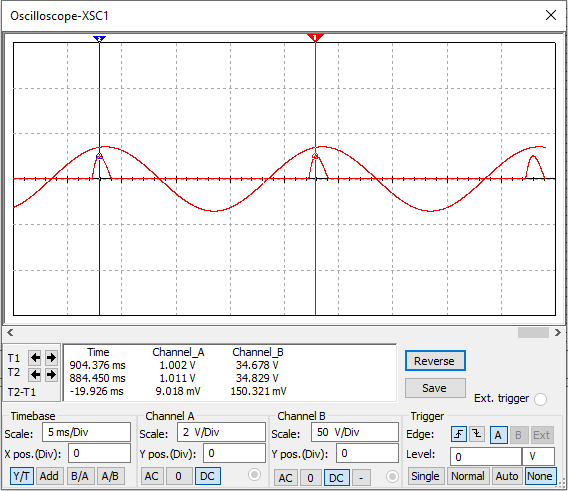 Oscilloscope-XSC1
2
1
T1
T2
T2-T1
Time Channel_A Channel_B
904.376 ms 1.002 V 34.678 V
884.450 ms 1.011 V 34.829 V
-19.926 ms 9.018 mV 150.321 mV
Reverse
Save
Ext. trigger
Timebase
Scale: 5 ms/Div
X pos.(Div): 0
Y/T Add B/A A/B
Channel A
Scale: 2 V/Div
Y pos.(Div): 0
AC 0 DC
Channel B
Scale: 50 V/Div
Y pos.(Div): 0
AC 0 DC -
Trigger
Edge: A B Ext
Level: 0 V
Single Normal Auto None